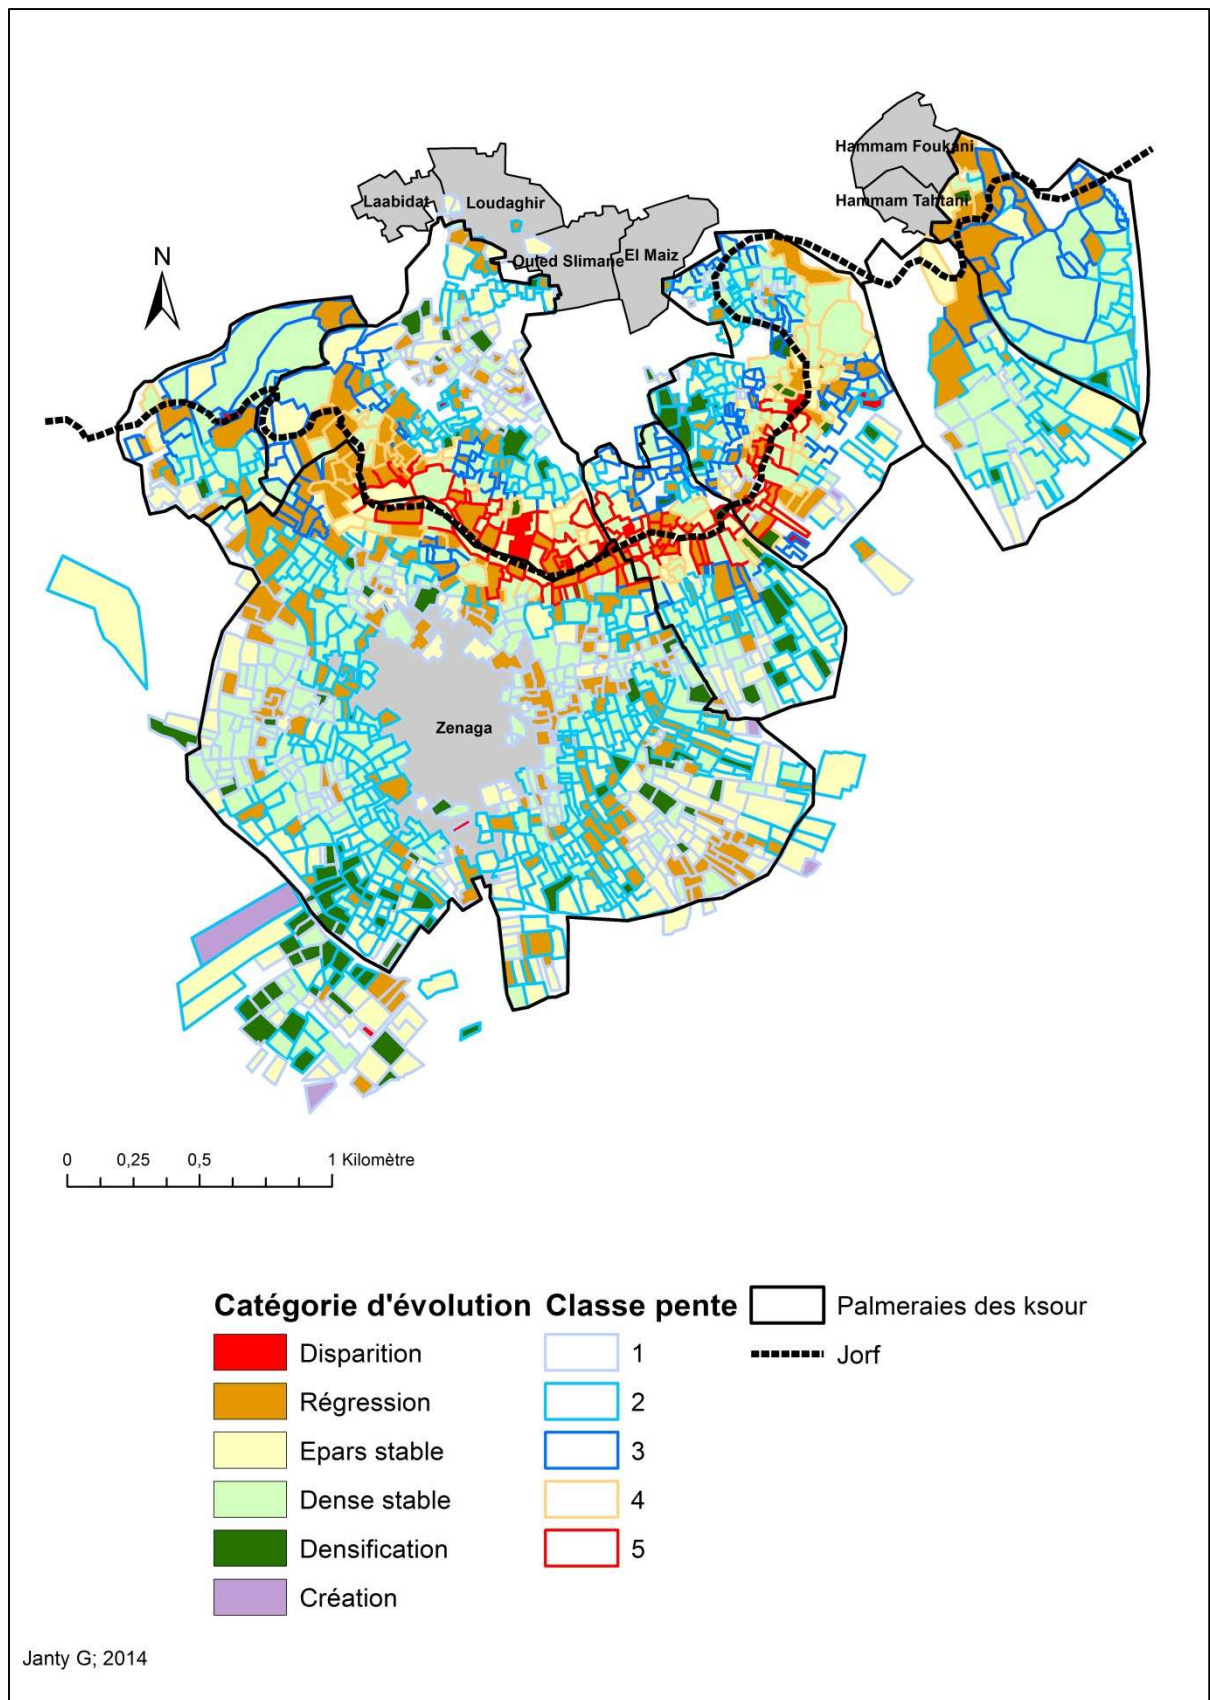 Hammam Foukani
Hammam Tahtani
Laabidat
Loudaghir
Ouled Slimane
El Maiz
N
Zenaga
0 0,25 0,5 1 Kilomètre
Catégorie d'évolution
Disparition
Régression
Epars stable
Dense stable
Densification
Création
Classe pente
1
2
3
4
5
Palmeraies des ksour
Jorf
Janty G; 2014